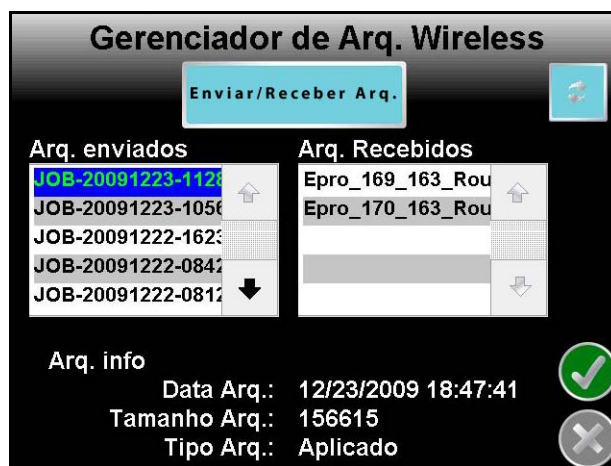 Gerenciador de Arq. Wireless
Enviar/Receber Arq.
Arq. enviados
JOB-20091223-1128
JOB-20091223-1056
JOB-20091222-1623
JOB-20091222-0842
JOB-20091222-0812
Arq. Recebidos
Epro_169_163_Rou
Epro_170_163_Rou
Arq. info
Data Arq.: 12/23/2009 18:47:41
Tamanho Arq.: 156615
Tipo Arq.: Aplicado